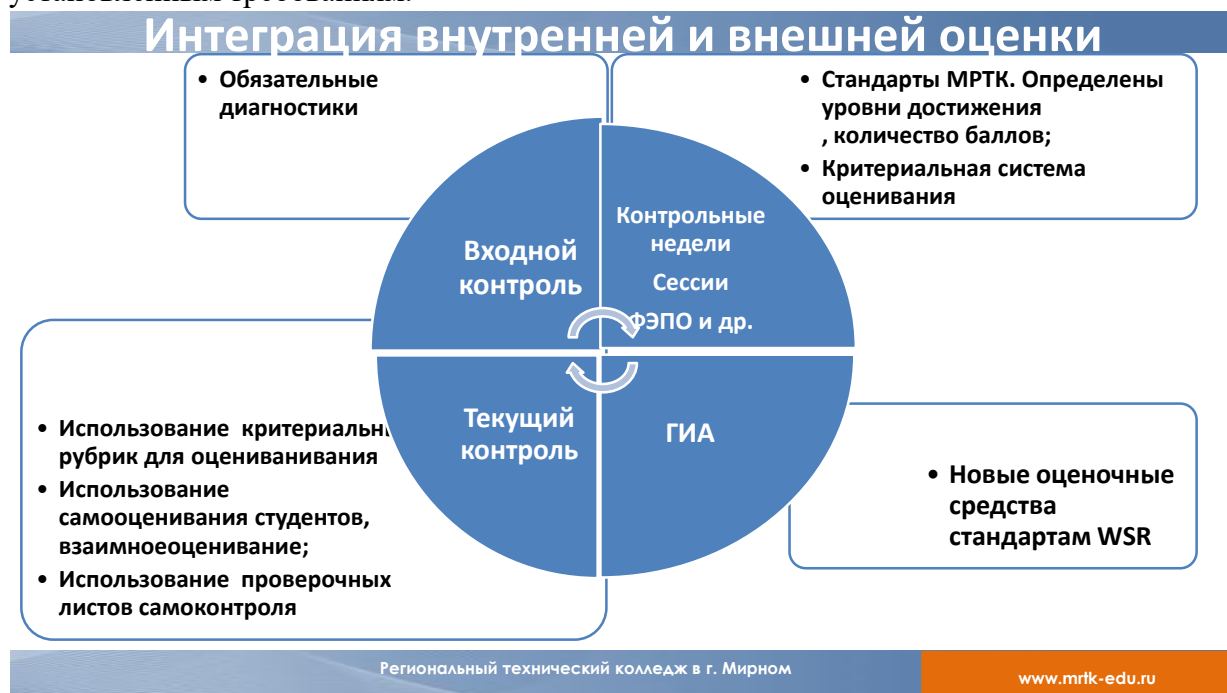 установленным требованиям.
Интеграция внутренней и внешней оценки
• Обязательные
диагностики
• Стандарты МРТК. Определены
уровни достижения
, количество баллов;
• Критериальная система
оценивания
Входной
контроль
Контрольные
недели
Сессии
ФЭПО и др.
Текущий
контроль
ГИА
• Использование критериальн
рубрик для оцениванивания
• Использование
самооценивания студентов,
взаимноеоценивание;
• Использование проверочных
листов самоконтроля
• Новые оценочные
средства
стандартам WSR
Региональный технический колледж в г. Мирном
www.mrtk-edu.ru